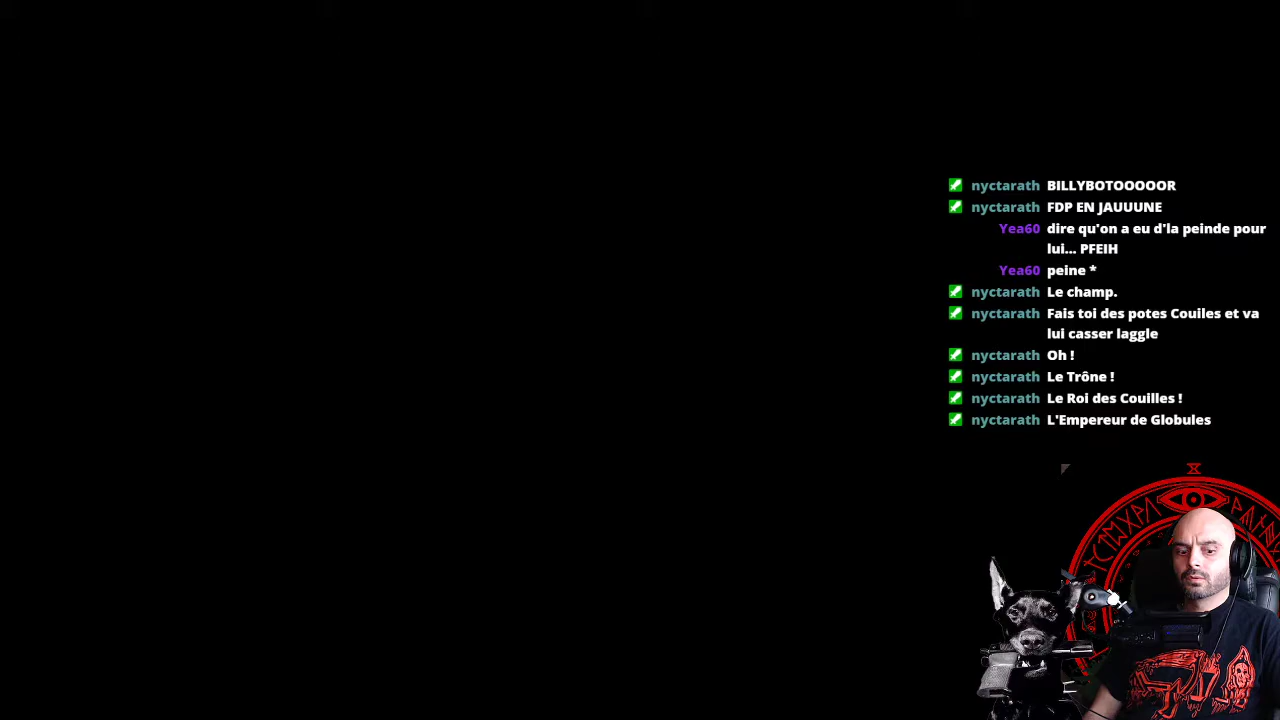 nyctarath BILLYBOTOOOOOR
nyctarath FDP EN JAUUUNE
Yea60 dire qu'on a eu d'la peinde pour
lui... PFEIH
Yea60 peine *
nyctarath Le champ.
nyctarath Fais toi des potes Couiles et va
lui casser laggle
nyctarath Oh !
nyctarath Le Trône !
nyctarath Le Roi des Couilles !
nyctarath L'Empereur de Globules